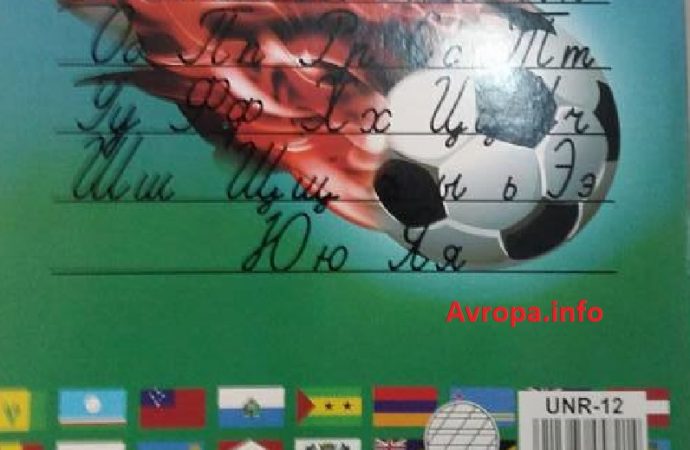 Оо Пп Рр Сс Тт
Уу Фф Хх Цц Чч
Шш Щщ ъ ы ь Ээ
Юю Яя
Avropa.info
UNR-12